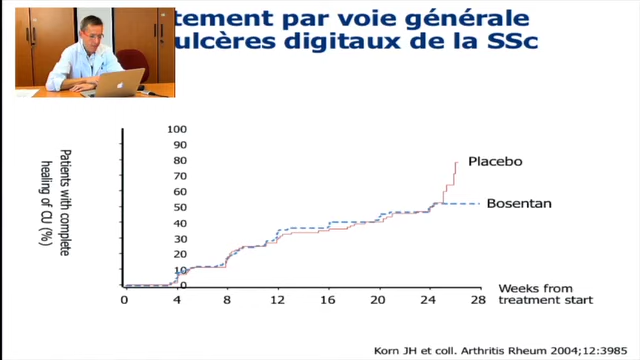 tement par voie générale
ulcères digitaux de la SSc
Patients with complete
healing of CU (%)
100
90
80
70
60
50
40
30
20
10
0
0 4 8 12 16 20 24 28
Placebo
Bosentan
Weeks from
treatment start
Korn JH et coll. Arthritis Rheum 2004;12:3985